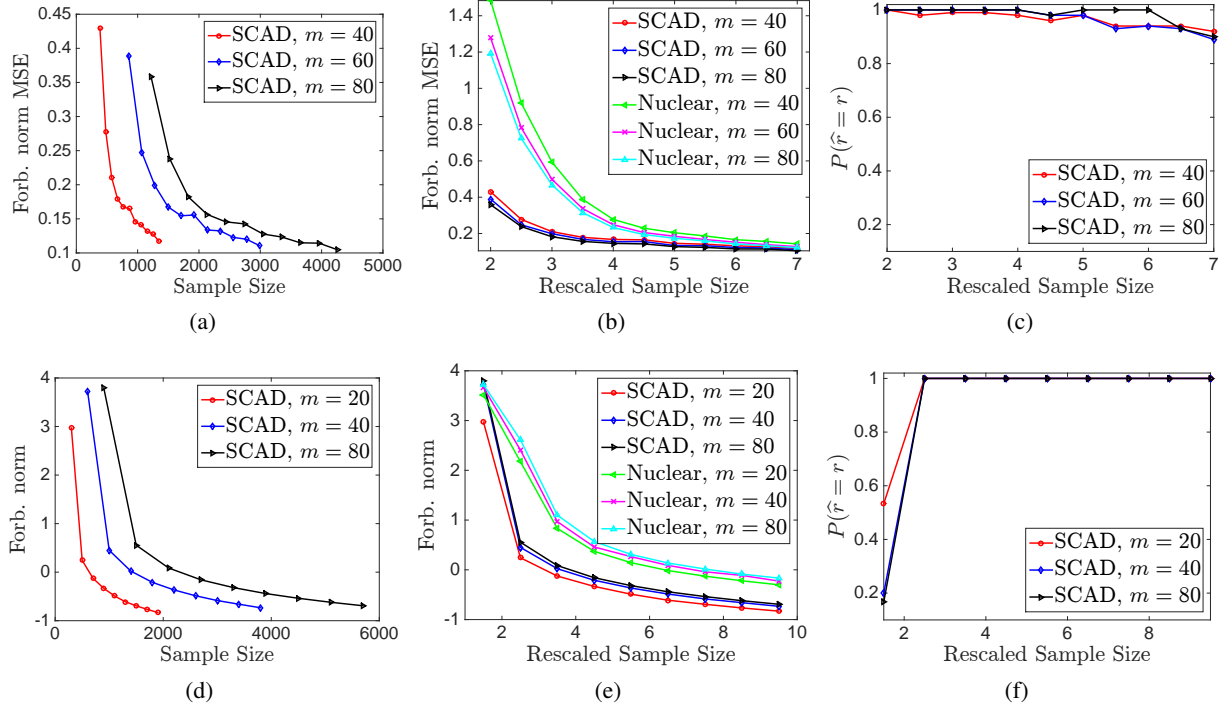 0.45
0.4
0.35
0.3
0.25
0.2
0.15
0.1
0 1000 2000 3000 4000 5000
Forb. norm MSE
Sample Size
SCAD, m = 40
SCAD, m = 60
SCAD, m = 80
(a)
1.4
1.2
1
0.8
0.6
0.4
0.2
2 3 4 5 6 7
Forb. norm MSE
Rescaled Sample Size
SCAD, m = 40
SCAD, m = 60
SCAD, m = 80
Nuclear, m = 40
Nuclear, m = 60
Nuclear, m = 80
(b)
1
0.8
0.6
0.4
0.2
2 3 4 5 6 7
P(r̂ = r)
Rescaled Sample Size
SCAD, m = 40
SCAD, m = 60
SCAD, m = 80
(c)
4
3
2
1
0
-1
0 2000 4000 6000
Forb. norm
Sample Size
SCAD, m = 20
SCAD, m = 40
SCAD, m = 80
(d)
4
3
2
1
0
-1
2 4 6 8 10
Forb. norm
Rescaled Sample Size
SCAD, m = 20
SCAD, m = 40
SCAD, m = 80
Nuclear, m = 20
Nuclear, m = 40
Nuclear, m = 80
(e)
1
0.8
0.6
0.4
0.2
2 4 6 8
P(r̂ = r)
Rescaled Sample Size
SCAD, m = 20
SCAD, m = 40
SCAD, m = 80
(f)